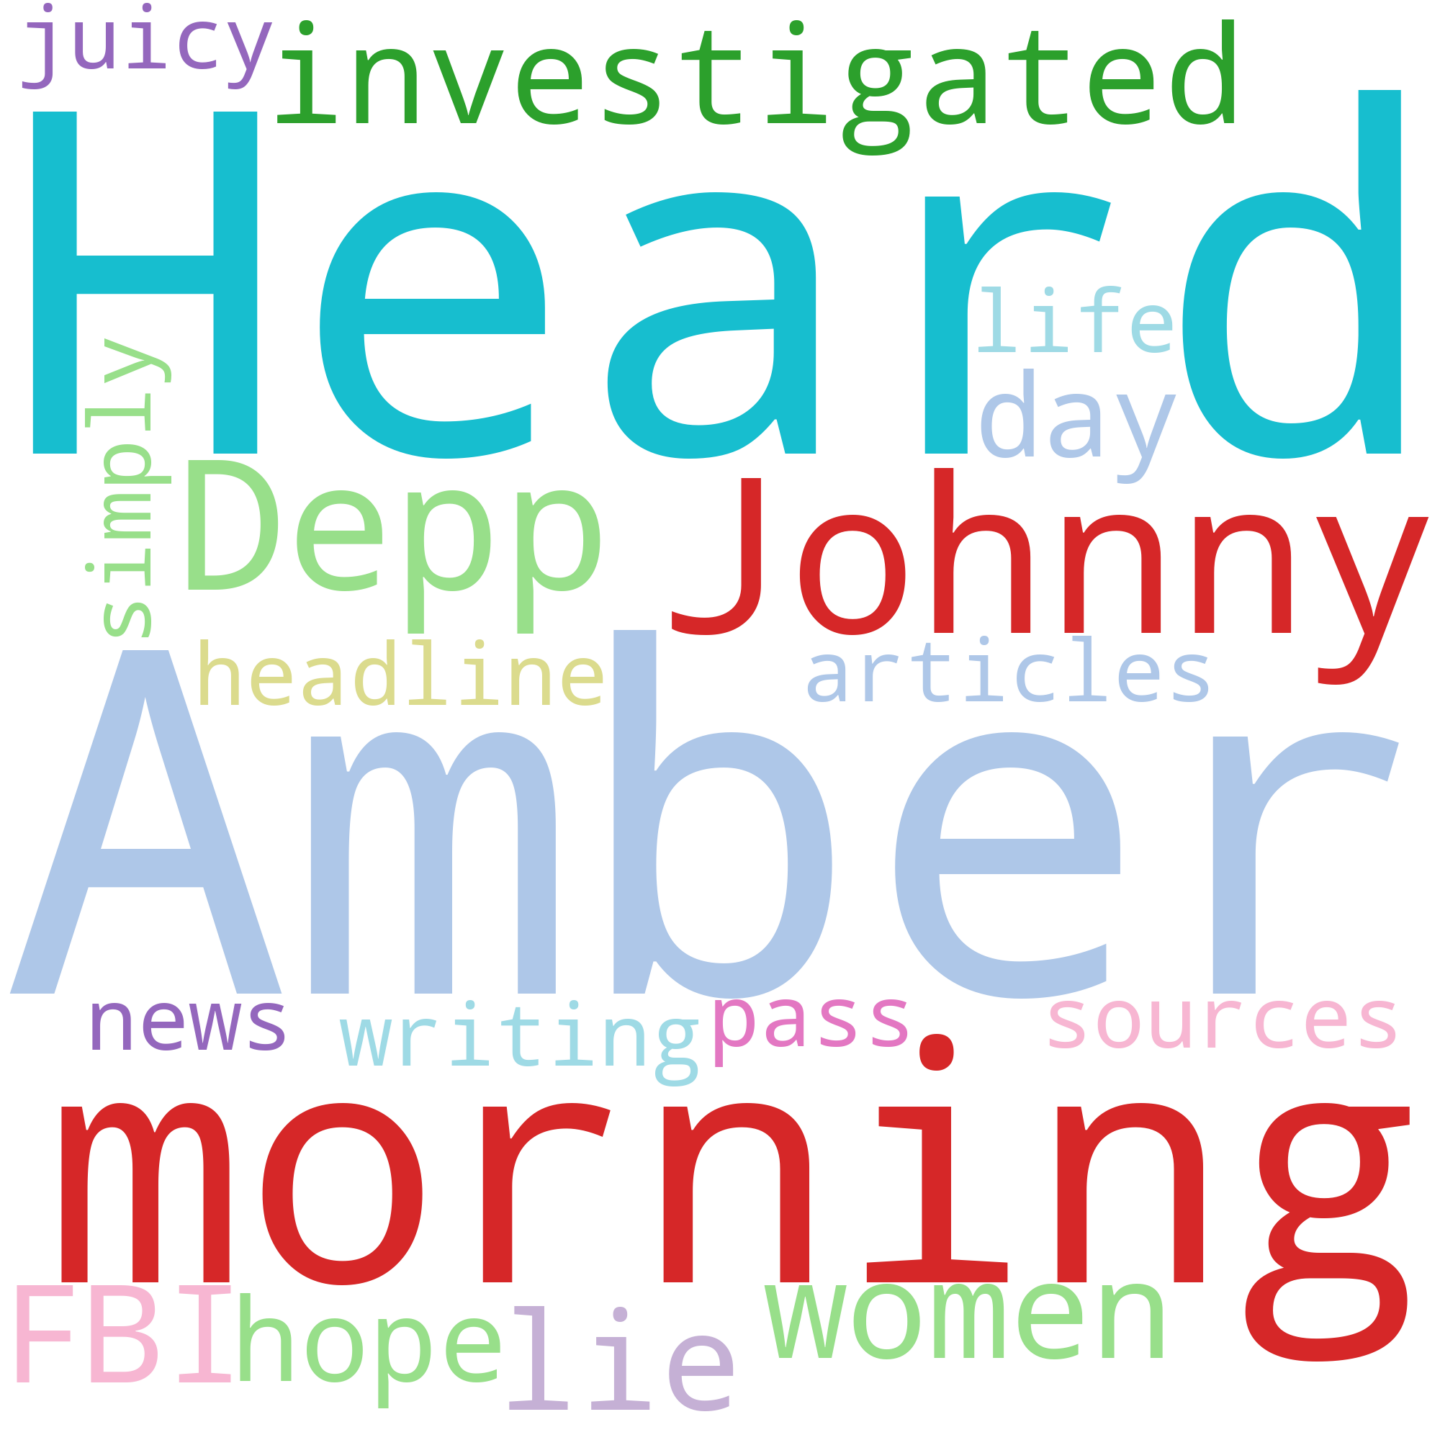 juicy investigated
Heard
life
simply
day
Depp Johnny
headline articles
Amber
news writing pass sources
morning
FBI hope lie women